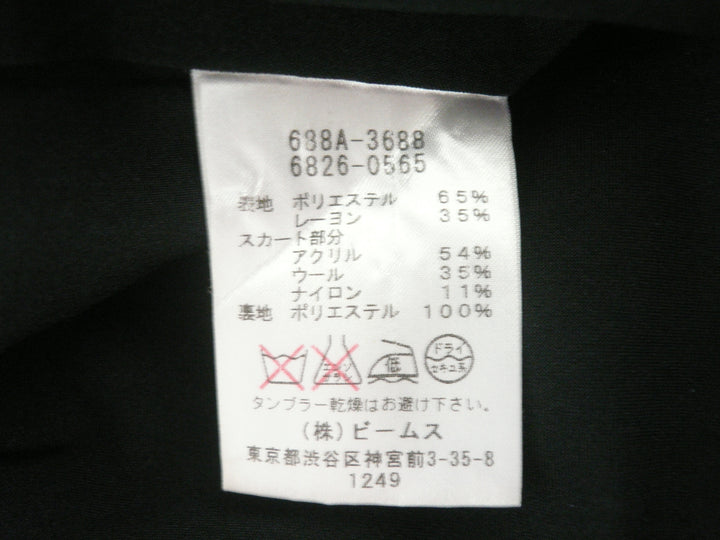 688A-3688
6826-0565
表地 ポリエステル 65%
レーヨン 35%
スカート部分
アクリル 54%
ウール 35%
ナイロン 11%
裏地 ポリエステル 100%
低
ドライ
セキユ系
タンブラー乾燥はお避け下さい。
(株)ビームス
東京都渋谷区神宮前3-35-8
1249